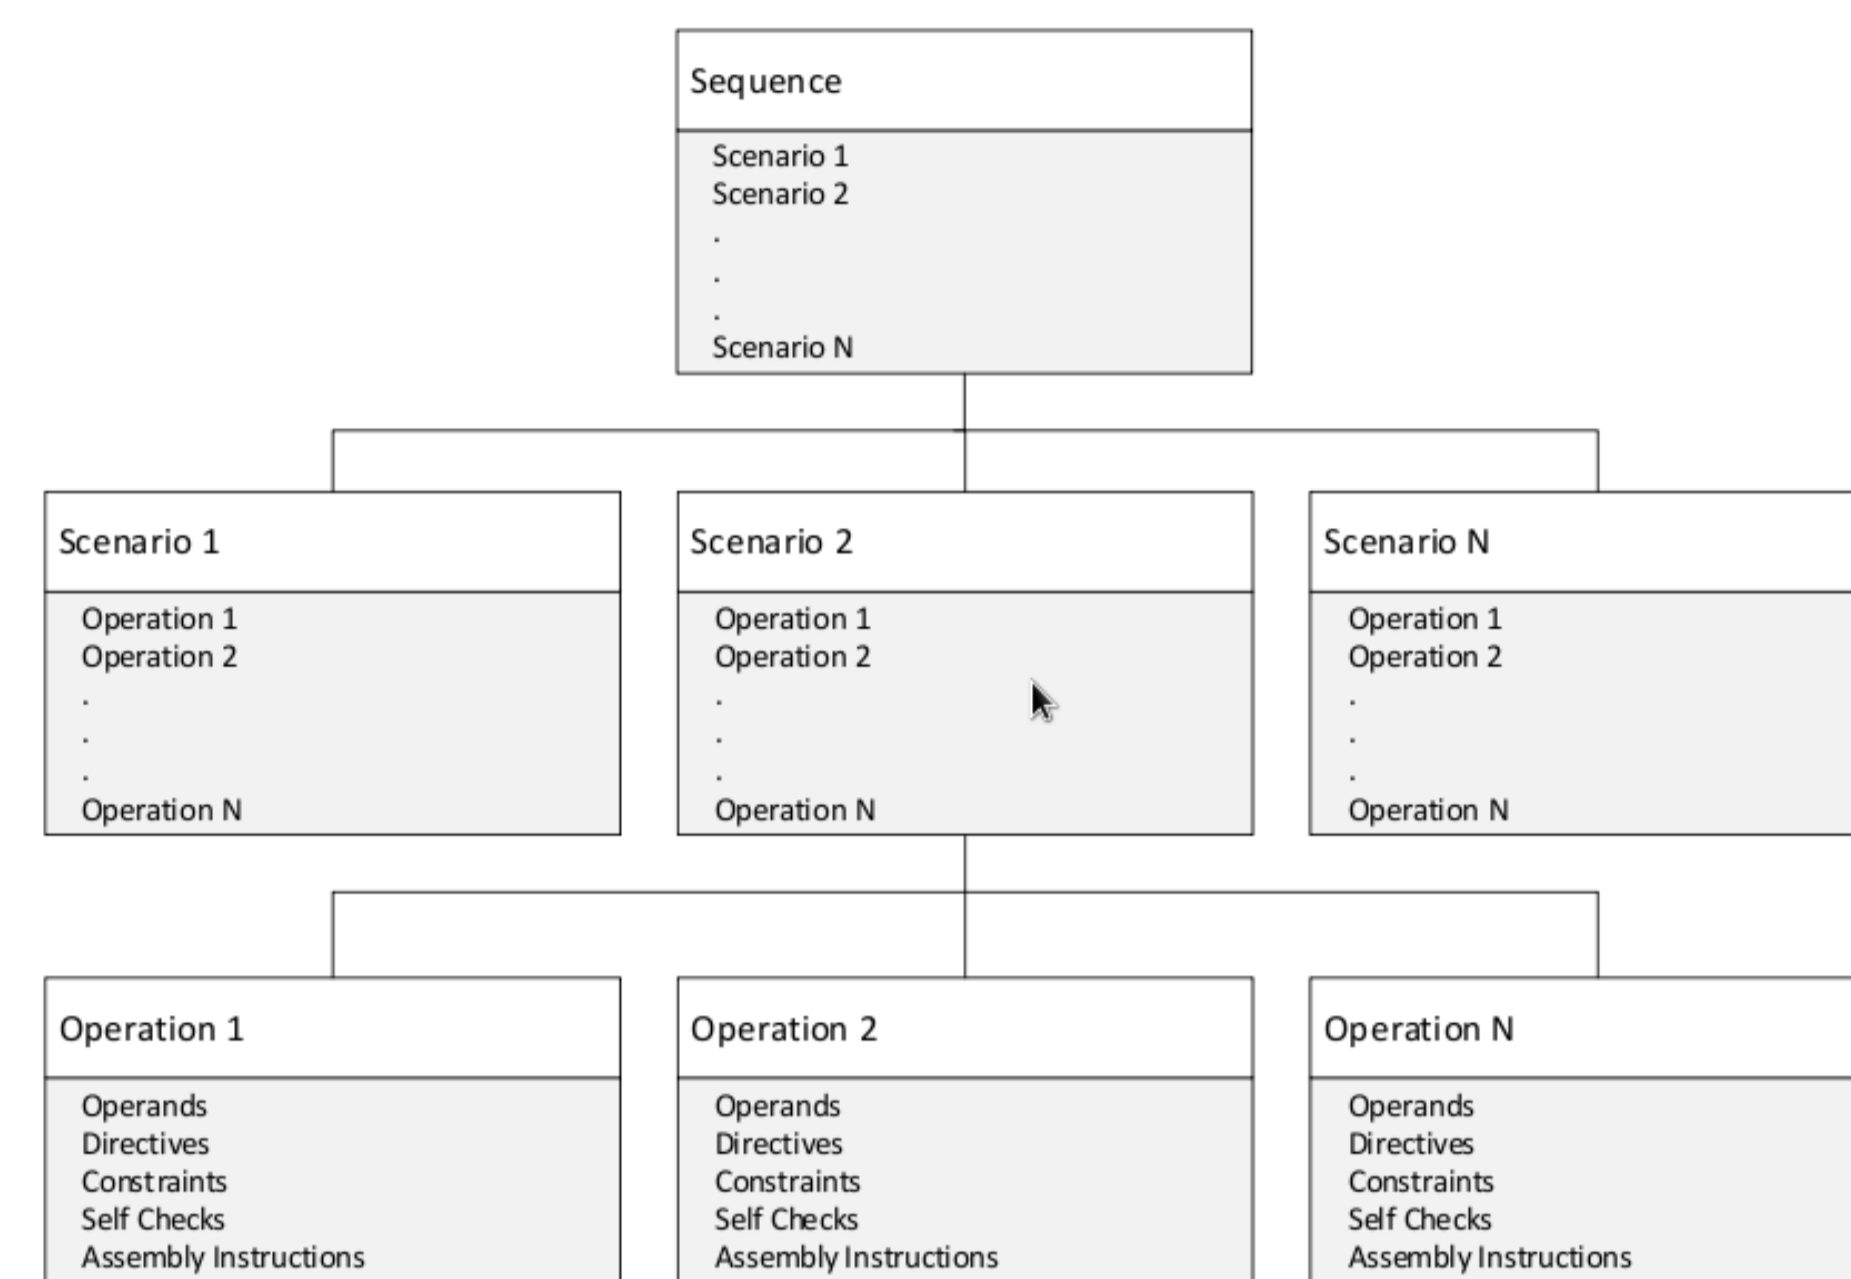 Sequence
Scenario 1
Scenario 2
.
.
.
Scenario N
Scenario 1
Operation 1
Operation 2
.
.
.
Operation N
Scenario 2
Operation 1
Operation 2
.
.
.
Operation N
Scenario N
Operation 1
Operation 2
.
.
.
Operation N
Operation 1
Operands
Directives
Constraints
Self Checks
Assembly Instructions
Operation 2
Operands
Directives
Constraints
Self Checks
Assembly Instructions
Operation N
Operands
Directives
Constraints
Self Checks
Assembly Instructions